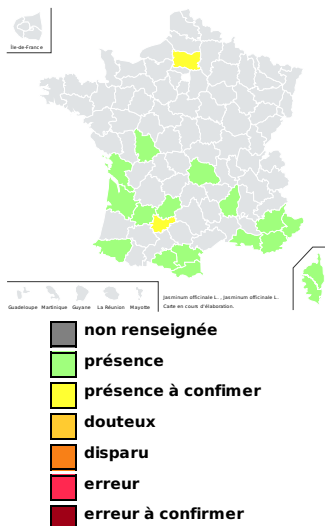 Île-de-France
Guadeloupe Martinique Guyane La Réunion Mayotte
Jasminum officinale L. , Jasminum officinale L.
Carte en cours d'élaboration.
non renseignée
présence
présence à confimer
douteux
disparu
erreur
erreur à confirmer